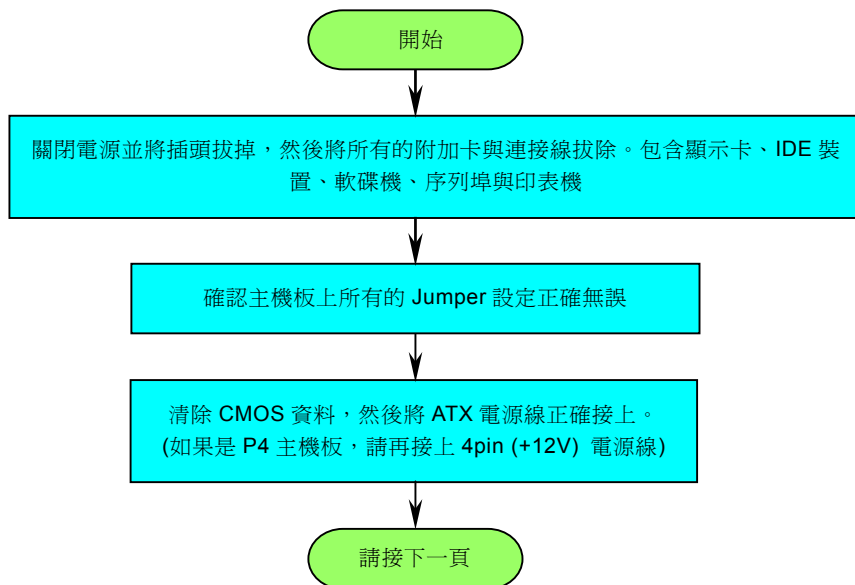 開始
關閉電源並將插頭拔掉，然後將所有的附加卡與連接線拔除。包含顯示卡、IDE 裝
置、軟碟機、序列埠與印表機
確認主機板上所有的 Jumper 設定正確無誤
清除 CMOS 資料，然後將 ATX 電源線正確接上。
(如果是 P4 主機板，請再接上 4pin (+12V) 電源線)
請接下一頁